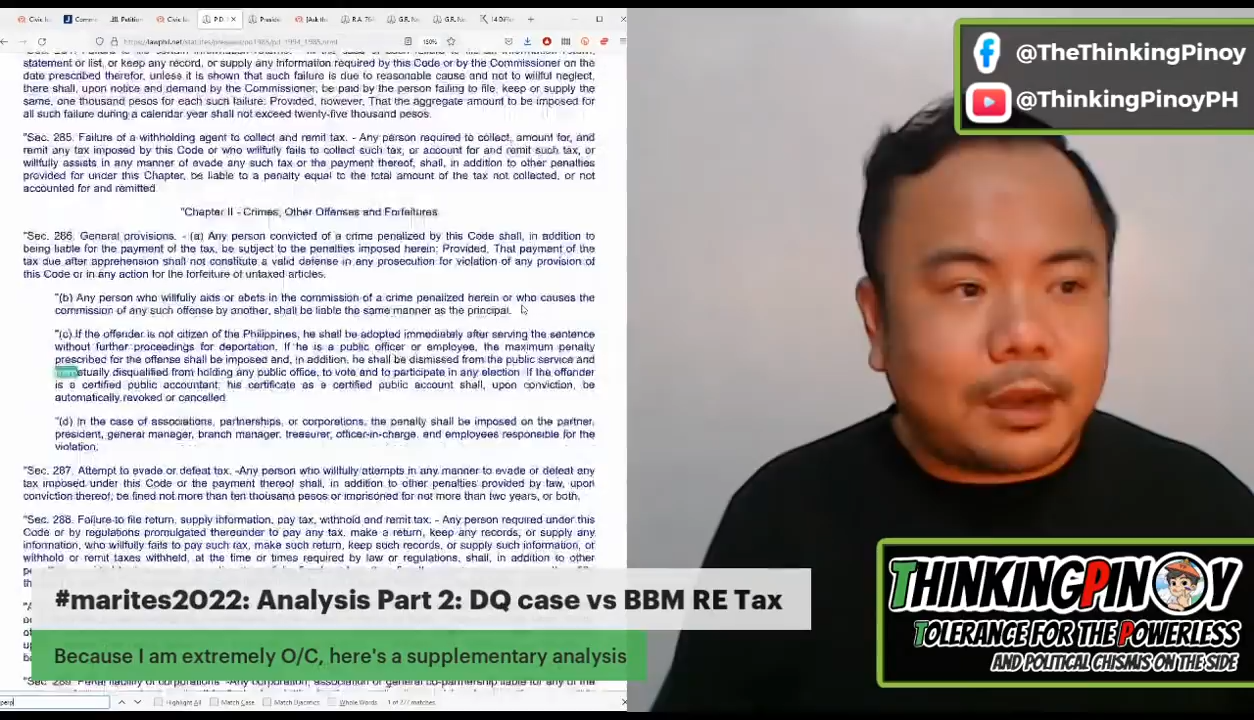 https://lawphil.net/statutes/presdecs/pd1985/pd_1994_1985.html
150%
statement or list, or keep any record, or supply any information required by this Code or by the Commissioner on the
date prescribed therefor, unless it is shown that such failure is due to reasonable cause and not to willful neglect,
there shall, upon notice and demand by the Commissioner, be paid by the person failing to file, keep or supply the
same, one thousand pesos for each such failure: Provided, however, That the aggregate amount to be imposed for
all such failure during a calendar year shall not exceed twenty-five thousand pesos.
"Sec. 285. Failure of a withholding agent to collect and remit tax. - Any person required to collect, amount for, and
remit any tax imposed by this Code or who willfully fails to collect such tax, or account for and remit such tax, or
willfully assists in any manner of evade any such tax or the payment thereof, shall, in addition to other penalties
provided for under this Chapter, be liable to a penalty equal to the total amount of the tax not collected, or not
accounted for and remitted
"Chapter II - Crimes, Other Offenses and Forfeitures
"Sec. 286. General provisions. - (a) Any person convicted of a crime penalized by this Code shall, in addition to
being liable for the payment of the tax, be subject to the penalties imposed herein: Provided, That payment of the
tax due after apprehension shall not constitute a valid defense in any prosecution for violation of any provision of
this Code or in any action for the forfeiture of untaxed articles.
"(b) Any person who willfully aids or abets in the commission of a crime penalized herein or who causes the
commission of any such offense by another, shall be liable the same manner as the principal.
"(c) If the offender is not citizen of the Philippines, he shall be adopted immediately after serving the sentence
without further proceedings for deportation. If he is a public officer or employee, the maximum penalty
prescribed for the offense shall be imposed and, in addition, he shall be dismissed from the public service and
perpetually disqualified from holding any public office, to vote and to participate in any election. If the offender
is a certified public accountant, his certificate as a certified public account shall, upon conviction, be
automatically revoked or cancelled
"(d) In the case of associations, partnerships, or corporations, the penalty shall be imposed on the partner,
president, general manager, branch manager, treasurer, officer-in-charge, and employees responsible for the
violation.
"Sec. 287. Attempt to evade or defeat tax. -Any person who willfully attempts in any manner to evade or defeat any
tax imposed under this Code or the payment thereof shall, in addition to other penalties provided by law, upon
conviction thereof, be fined not more than ten thousand pesos or imprisoned for not more than two years, or both.
"Sec. 288. Failure to file return, supply information, pay tax, withhold and remit tax. - Any person required under this
Code or by regulations promulgated thereunder to pay any tax, make a return, keep any records, or supply any
information, who willfully fails to pay such tax, make such return, keep such records, or supply such information, or
withhold or remit taxes withheld, at the time or times required by law or regulations, shall, in addition to other
#marites2022: Analysis Part 2: DQ case vs BBM RE Tax
Because I am extremely O/C, here's a supplementary analysis
perp
Highlight All
Match Case
Match Diacritics
Whole Words
@TheThinkingPinoy
@ThinkingPinoyPH
THINKINGPINOY
TOLERANCE FOR THE POWERLESS
AND POLITICAL CHISMIS ON THE SIDE